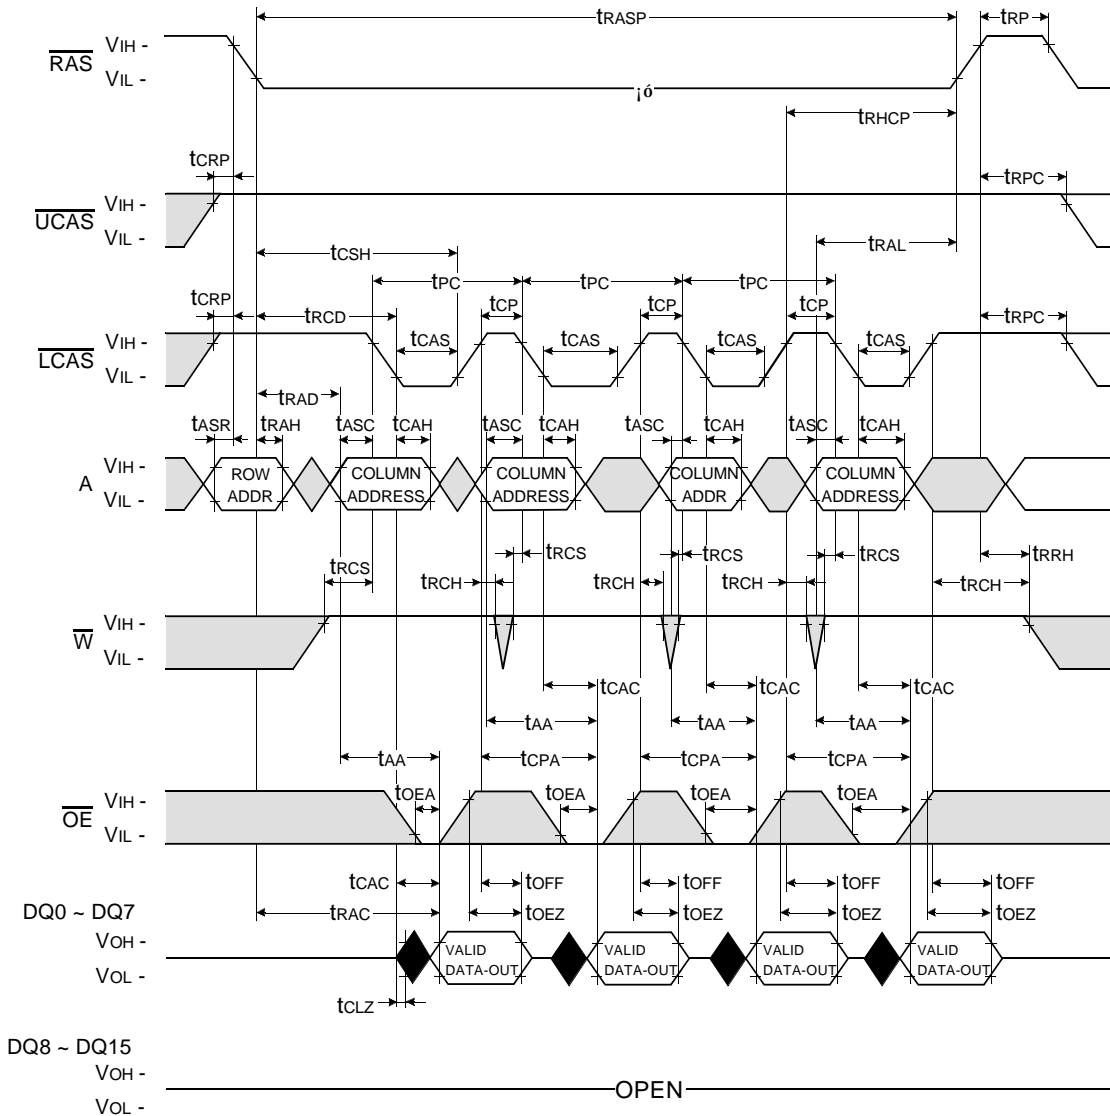 tRASP tRP
RAS VIH -
VIL -
¡ó
tRHCP
tCRP tRPC
UCAS VIH -
VIL -
tRAL
tCSH
tPC tPC tPC
tCRP tRCD tCP tCP tCP tRPC
LCAS VIH -
VIL -
tCAS tCAS tCAS tCAS
tRAD
tASR tRAH tASC tCAH tASC tCAH tASC tCAH tASC tCAH
A VIH -
VIL -
ROW ADDR
COLUMN ADDRESS
COLUMN ADDRESS
COLUMN ADDR
COLUMN ADDRESS
tRCS tRCS tRCS tRCS tRRH
tRCH tRCH tRCH tRCH
W VIH -
VIL -
tCAC tCAC tCAC
tAA tAA tAA
tAA tCPA tCPA tCPA
OE VIH -
VIL -
tOEA tOEA tOEA tOEA
tCAC tOFF tOFF tOFF tOFF
DQ0 ~ DQ7 tRAC tOEZ tOEZ tOEZ tOEZ
VOH -
VOL -
VALID DATA-OUT
VALID DATA-OUT
VALID DATA-OUT
VALID DATA-OUT
tCLZ
DQ8 ~ DQ15
VOH -
OPEN
VOL -